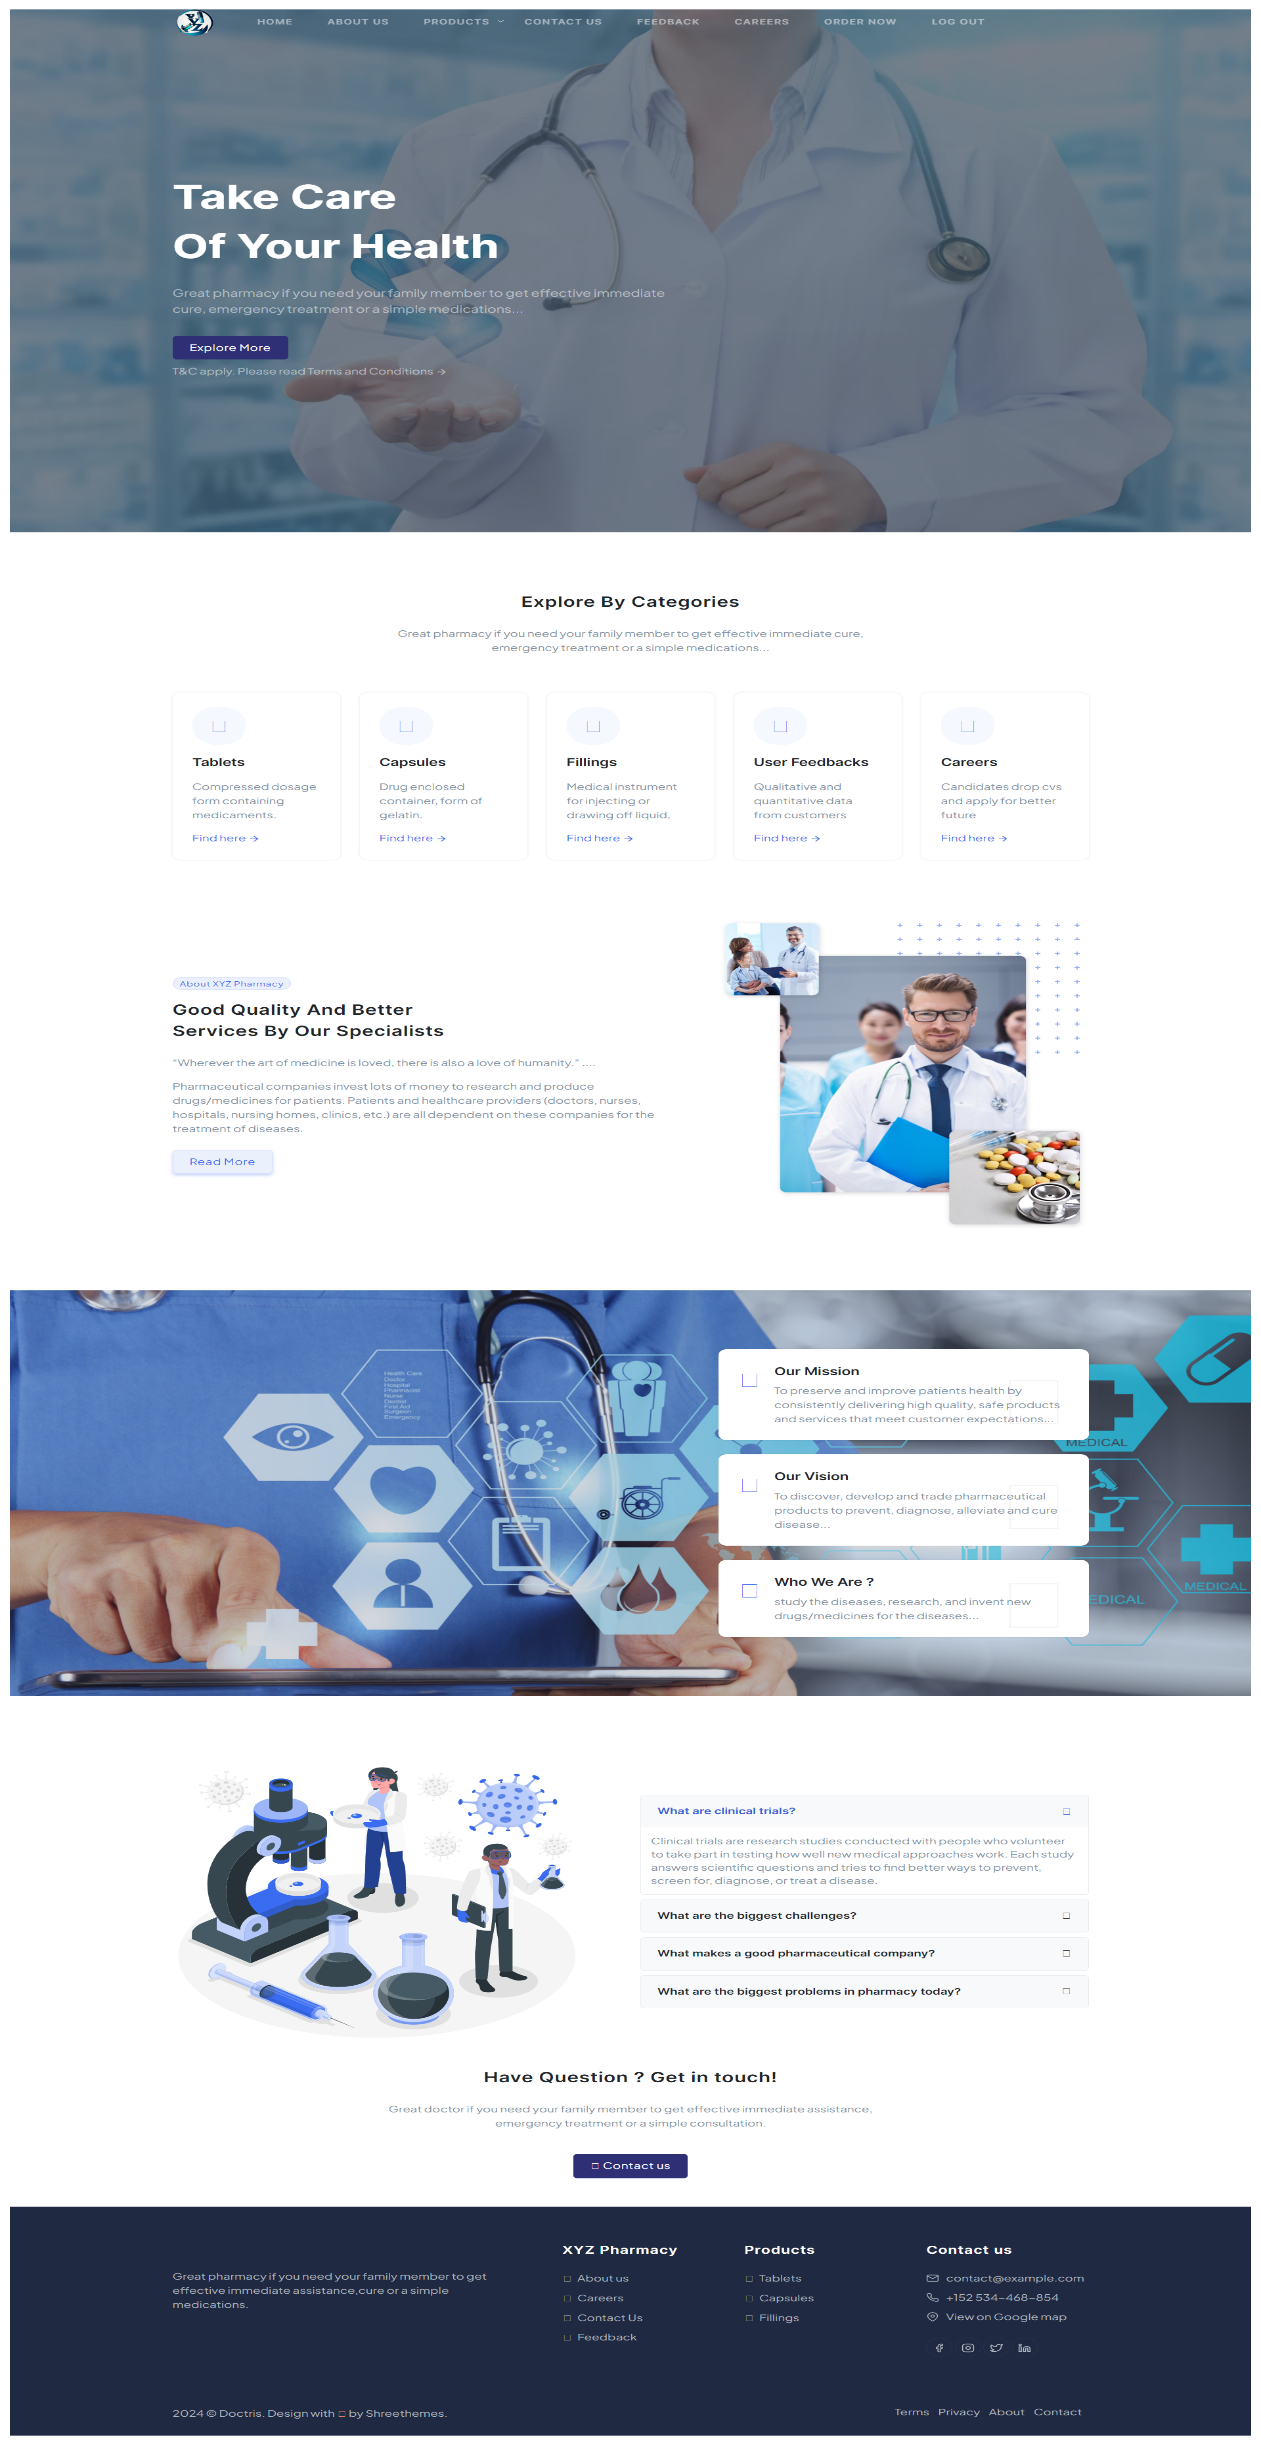 XYZ
HOME ABOUT US PRODUCTS CONTACT US FEEDBACK CAREERS ORDER NOW LOG OUT
Take Care
Of Your Health
Great pharmacy if you need your family member to get effective immediate
cure, emergency treatment or a simple medications...
Explore More
T&C apply. Please read Terms and Conditions →
Explore By Categories
Great pharmacy if you need your family member to get effective immediate cure,
emergency treatment or a simple medications...
Tablets
Compressed dosage
form containing
medicaments.
Find here →
Capsules
Drug enclosed
container, form of
gelatin.
Find here →
Fillings
Medical instrument
for injecting or
drawing off liquid,
Find here →
User Feedbacks
Qualitative and
quantitative data
from customers
Find here →
Careers
Candidates drop cvs
and apply for better
future
Find here →
About XYZ Pharmacy
Good Quality And Better
Services By Our Specialists
"Wherever the art of medicine is loved, there is also a love of humanity." ....
Pharmaceutical companies invest lots of money to research and produce
drugs/medicines for patients. Patients and healthcare providers (doctors, nurses,
hospitals, nursing homes, clinics, etc.) are all dependent on these companies for the
treatment of diseases.
Read More
Health Care
Doctor
Hospital
Pharmacist
Nurse
Dentist
First Aid
Surgeon
Emergency
Our Mission
To preserve and improve patients health by
consistently delivering high quality, safe products
and services that meet customer expectations...
MEDICAL
Our Vision
To discover, develop and trade pharmaceutical
products to prevent, diagnose, alleviate and cure
disease...
Who We Are ?
study the diseases, research, and invent new
drugs/medicines for the diseases...
MEDICAL
EDICAL
What are clinical trials?
Clinical trials are research studies conducted with people who volunteer
to take part in testing how well new medical approaches work. Each study
answers scientific questions and tries to find better ways to prevent,
screen for, diagnose, or treat a disease.
What are the biggest challenges?
What makes a good pharmaceutical company?
What are the biggest problems in pharmacy today?
Have Question ? Get in touch!
Great doctor if you need your family member to get effective immediate assistance,
emergency treatment or a simple consultation.
Contact us
Great pharmacy if you need your family member to get
effective immediate assistance,cure or a simple
medications.
XYZ Pharmacy
About us
Careers
Contact Us
Feedback
Products
Tablets
Capsules
Fillings
Contact us
contact@example.com
+152 534-468-854
View on Google map
2024 © Doctris. Design with by Shreethemes.
Terms Privacy About Contact